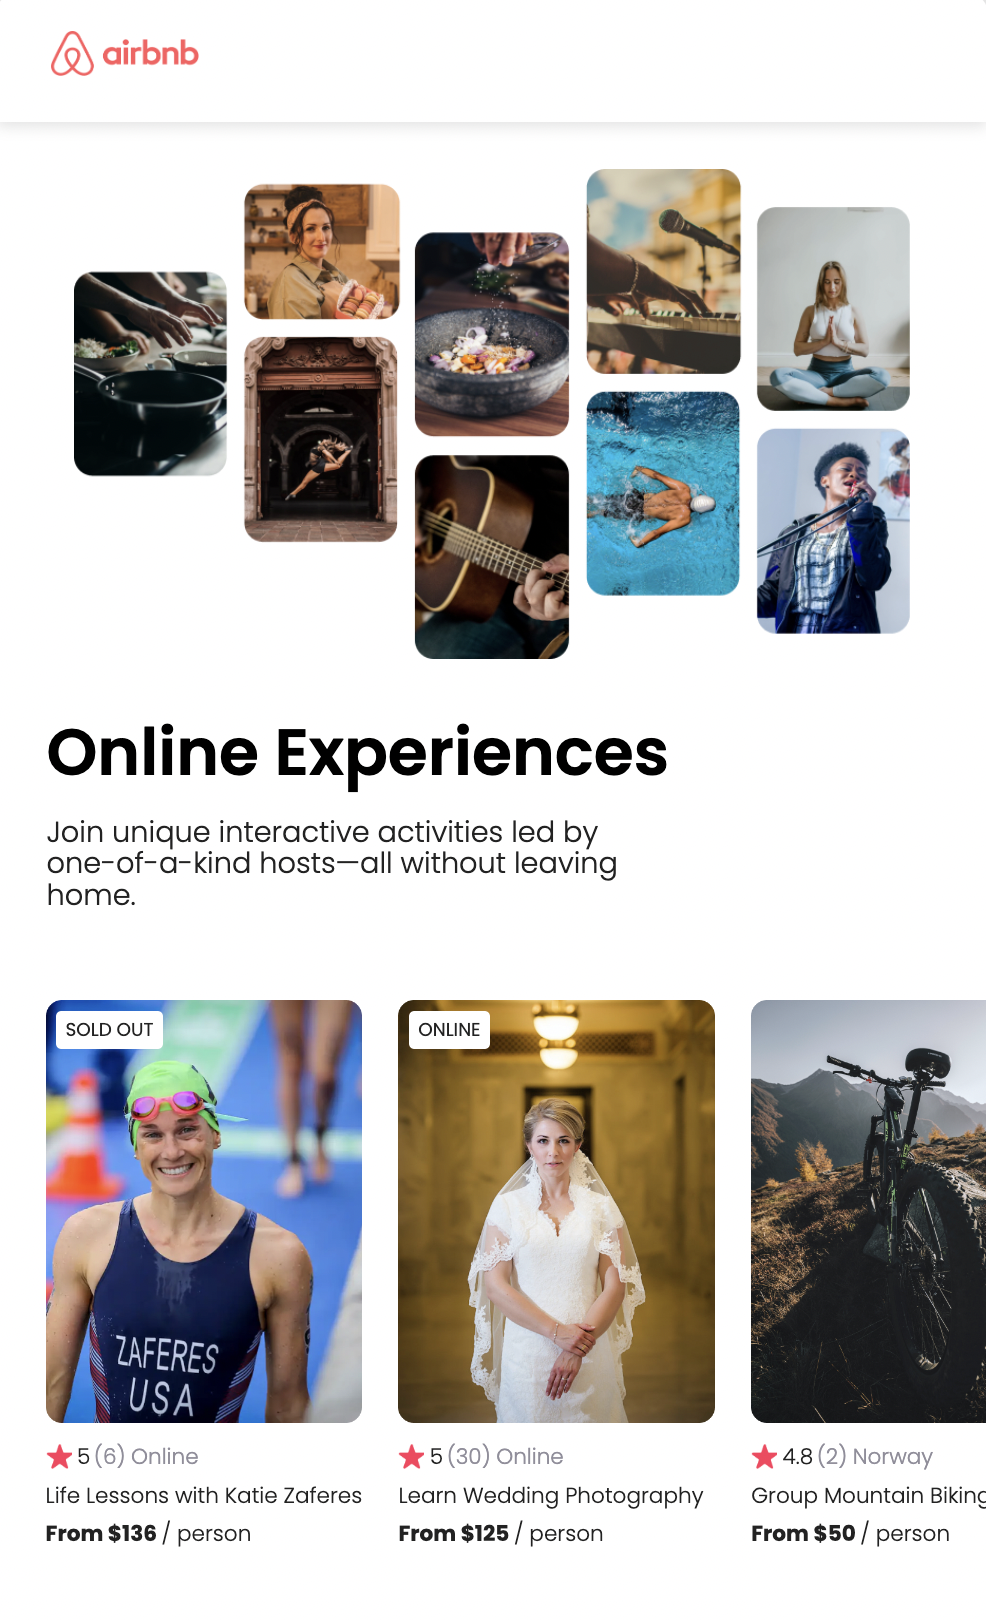 airbnb
Online Experiences
Join unique interactive activities led by
one-of-a-kind hosts—all without leaving
home.
SOLD OUT
ZAFERES
USA
5 (6) Online
Life Lessons with Katie Zaferes
From $136 / person
ONLINE
5 (30) Online
Learn Wedding Photography
From $125 / person
4.8 (2) Norway
Group Mountain Biking
From $50 / person